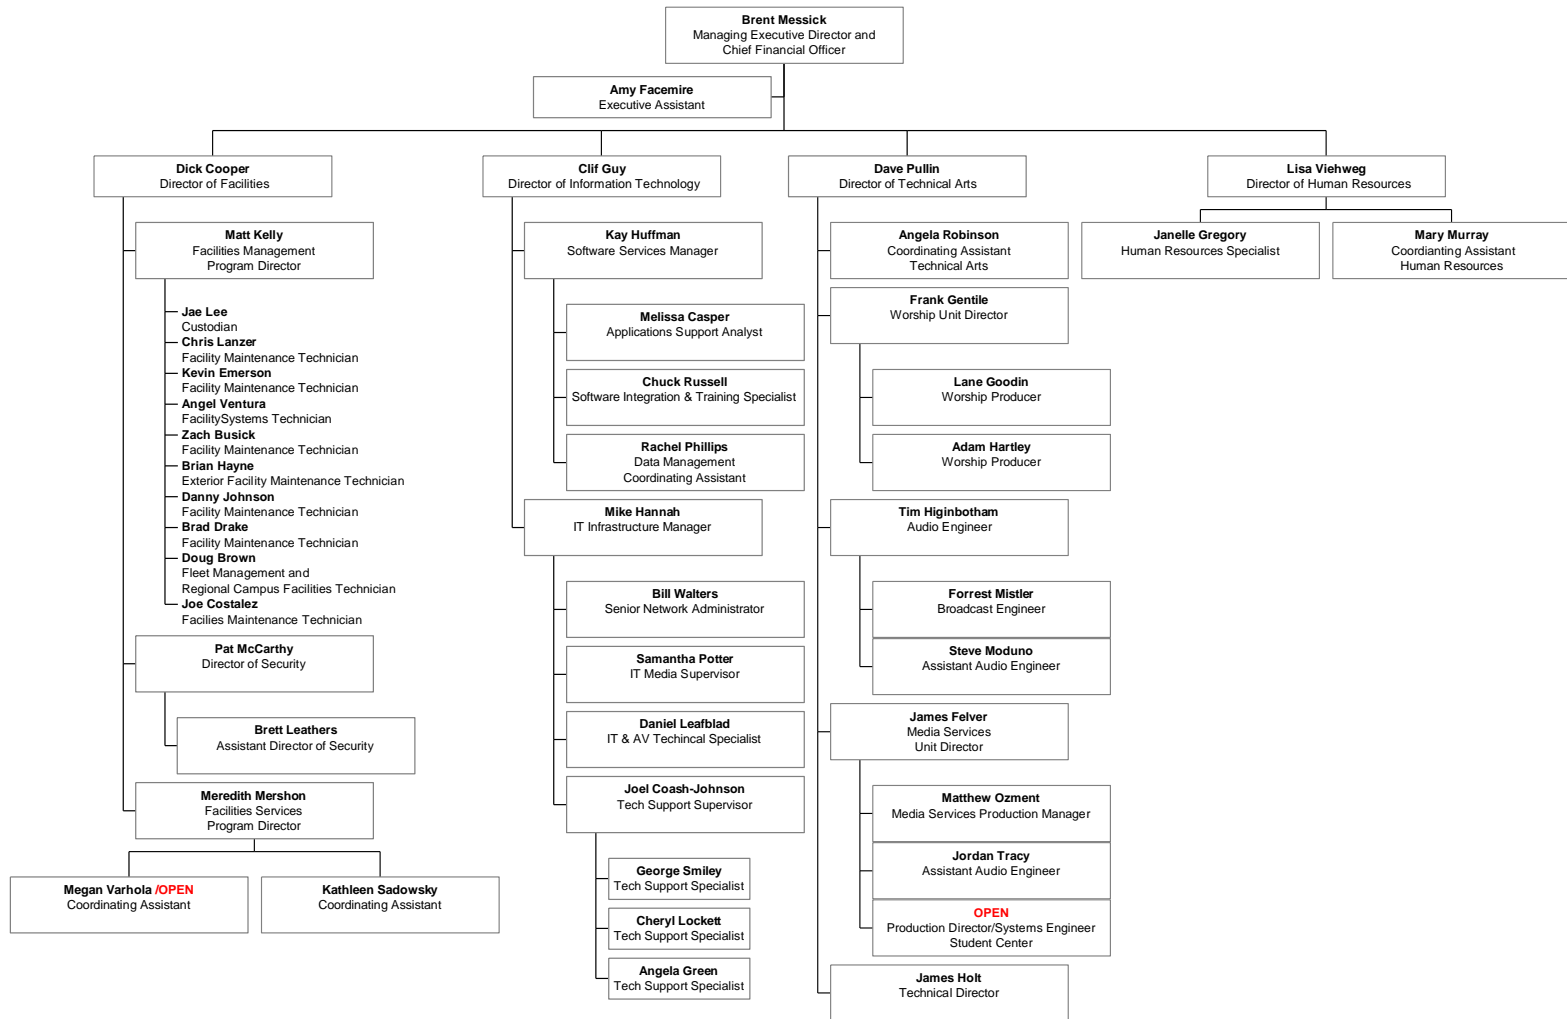 Brent Messick
Managing Executive Director and
Chief Financial Officer
Amy Facemire
Executive Assistant
Dick Cooper
Director of Facilities
Matt Kelly
Facilities Management
Program Director
Jae Lee
Custodian
Chris Lanzer
Facility Maintenance Technician
Kevin Emerson
Facility Maintenance Technician
Angel Ventura
FacilitySystems Technician
Zach Busick
Facility Maintenance Technician
Brian Hayne
Exterior Facility Maintenance Technician
Danny Johnson
Facility Maintenance Technician
Brad Drake
Facility Maintenance Technician
Doug Brown
Fleet Management and
Regional Campus Facilities Technician
Joe Costalez
Facilies Maintenance Technician
Pat McCarthy
Director of Security
Brett Leathers
Assistant Director of Security
Meredith Mershon
Facilities Services
Program Director
Megan Varhola /OPEN
Coordinating Assistant
Kathleen Sadowsky
Coordinating Assistant
Clif Guy
Director of Information Technology
Kay Huffman
Software Services Manager
Melissa Casper
Applications Support Analyst
Chuck Russell
Software Integration & Training Specialist
Rachel Phillips
Data Management
Coordinating Assistant
Mike Hannah
IT Infrastructure Manager
Bill Walters
Senior Network Administrator
Samantha Potter
IT Media Supervisor
Daniel Leafblad
IT & AV Techincal Specialist
Joel Coash-Johnson
Tech Support Supervisor
George Smiley
Tech Support Specialist
Cheryl Lockett
Tech Support Specialist
Angela Green
Tech Support Specialist
Dave Pullin
Director of Technical Arts
Angela Robinson
Coordinating Assistant
Technical Arts
Frank Gentile
Worship Unit Director
Lane Goodin
Worship Producer
Adam Hartley
Worship Producer
Tim Higinbotham
Audio Engineer
Forrest Mistler
Broadcast Engineer
Steve Moduno
Assistant Audio Engineer
James Felver
Media Services
Unit Director
Matthew Ozment
Media Services Production Manager
Jordan Tracy
Assistant Audio Engineer
OPEN
Production Director/Systems Engineer
Student Center
James Holt
Technical Director
Lisa Viehweg
Director of Human Resources
Janelle Gregory
Human Resources Specialist
Mary Murray
Coordianting Assistant
Human Resources